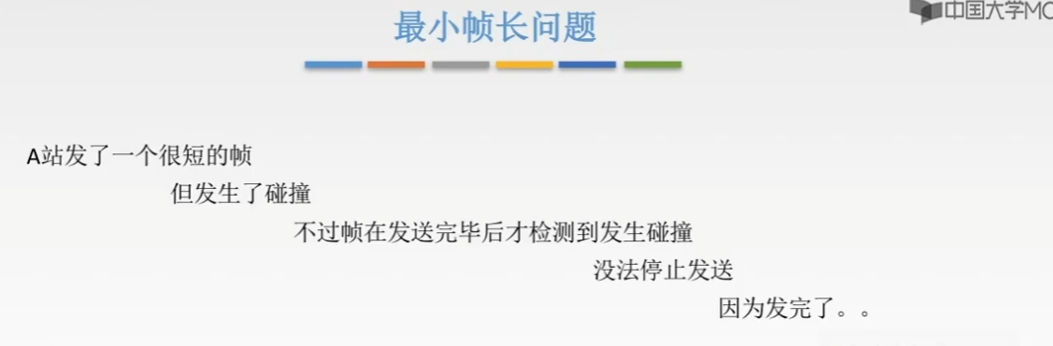 最小帧长问题
中国大学MO
A站发了一个很短的帧
但发生了碰撞
不过帧在发送完毕后才检测到发生碰撞
没法停止发送
因为发完了。。